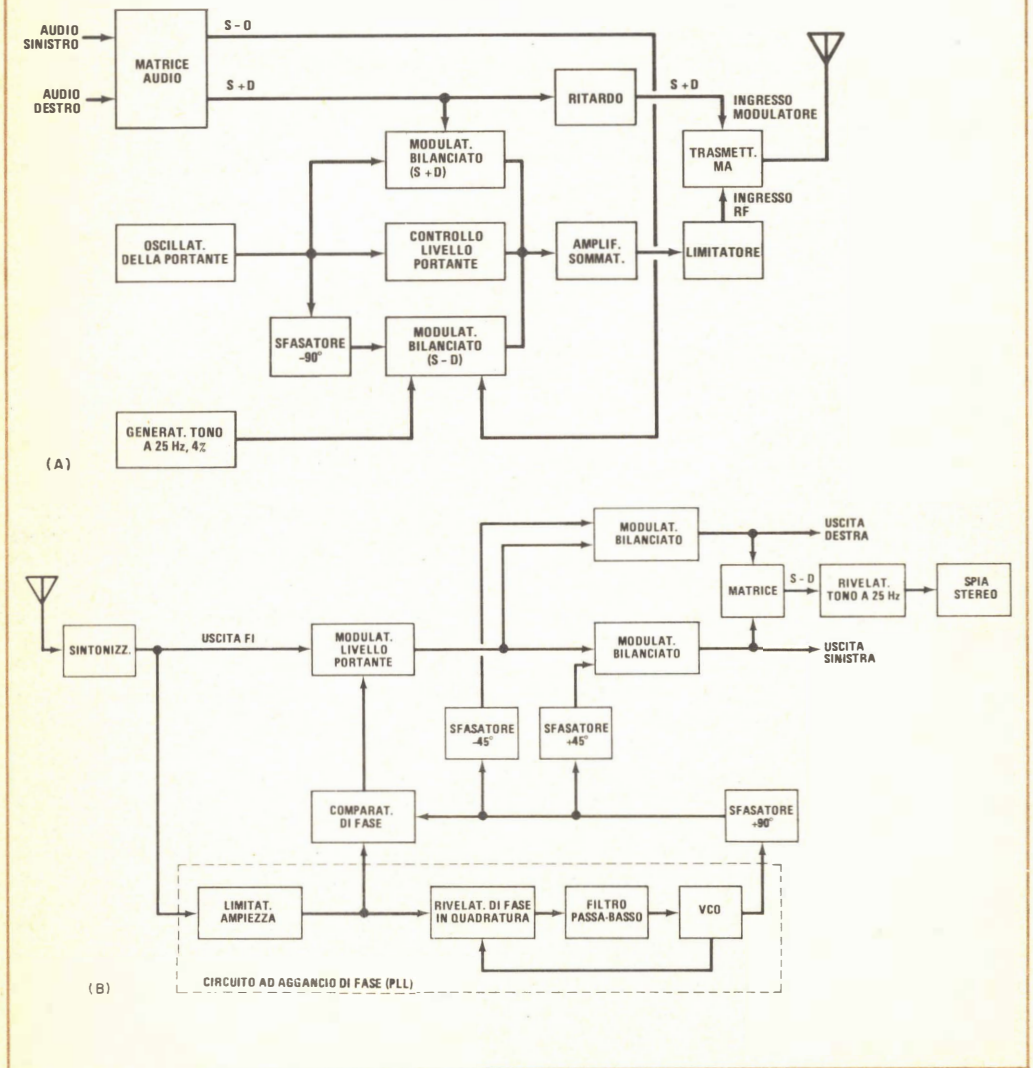 AUDIO
SINISTRO
AUDIO
DESTRO
MATRICE
AUDIO
S - O
S + D
RITARDO
S + D
INGRESSO
MODULATORE
TRASMETT.
MA
INGRESSO
RF
LIMITATORE
MODULAT.
BILANCIATO
(S + D)
OSCILLAT.
DELLA PORTANTE
CONTROLLO
LIVELLO
PORTANTE
AMPLIF.
SOMMAT.
SFASATORE
-90°
MODULAT.
BILANCIATO
(S - D)
GENERAT. TONO
A 25 Hz, 4%
(A)
MODULAT.
BILANCIATO
USCITA
DESTRA
MATRICE
S - D
RIVELAT.
TONO A 25 Hz
SPIA
STEREO
SINTONIZZ.
USCITA FI
MODULAT.
LIVELLO
PORTANTE
MODULAT.
BILANCIATO
USCITA
SINISTRA
SFASATORE
-45°
SFASATORE
+45°
COMPARAT.
DI FASE
SFASATORE
+90°
LIMITAT.
AMPIEZZA
RIVELAT. DI FASE
IN QUADRATURA
FILTRO
PASSA-BASSO
VCO
CIRCUITO AD AGGANCIO DI FASE (PLL)
(B)